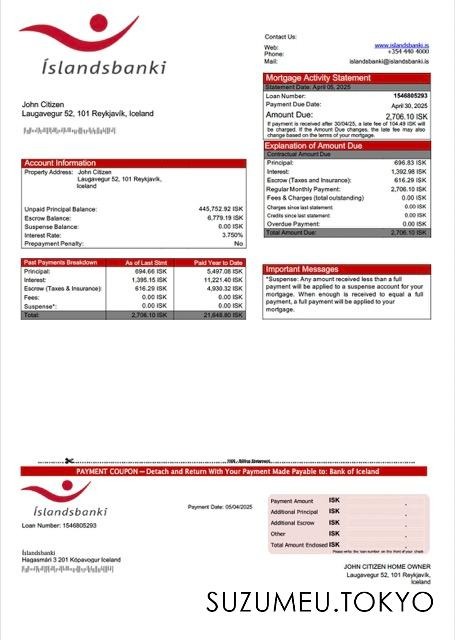 Íslandsbanki
Contact Us:
Web: www.islandsbanki.is
Phone: +354 440 4000
Mail: islandsbanki@islandsbanki.is
Mortgage Activity Statement
Statement Date: April 05, 2025
Loan Number: 1546805293
Payment Due Date: April 30, 2025
Amount Due: 2,706.10 ISK
If payment is received after 30/04/25, a late fee of 104.49 ISK will
be charged. If the Amount Due changes, the late fee may also
change based on the terms of your mortgage.
John Citizen
Laugavegur 52, 101 Reykjavík, Iceland
Explanation of Amount Due
Contractual Amount Due
Principal: 696.83 ISK
Interest: 1,392.98 ISK
Escrow (Taxes and Insurance): 616.29 ISK
Regular Monthly Payment: 2,706.10 ISK
Fees & Charges (total outstanding) 0.00 ISK
Charges since last statement: 0.00 ISK
Credits since last statement: 0.00 ISK
Overdue Payment: 0.00 ISK
Total Amount Due: 2,706.10 ISK
Account Information
Property Address: John Citizen
Laugavegur 52, 101 Reykjavík,
Iceland
Unpaid Principal Balance: 445,752.92 ISK
Escrow Balance: 6,779.19 ISK
Suspense Balance: 0.00 ISK
Interest Rate: 3.750%
Prepayment Penalty: No
Past Payments Breakdown As of Last Stmt Paid Year to Date
Principal: 694.66 ISK 5,497.08 ISK
Interest: 1,395.15 ISK 11,221.40 ISK
Escrow (Taxes & Insurance): 616.29 ISK 4,930.32 ISK
Fees: 0.00 ISK 0.00 ISK
Suspense*: 0.00 ISK 0.00 ISK
Total: 2,706.10 ISK 21,648.80 ISK
Important Messages
*Suspense: Any amount received less than a full
payment will be applied to a suspense account for your
mortgage. When enough is received to equal a full
payment, a full payment will be applied to your
mortgage.
PAYMENT COUPON – Detach and Return With Your Payment Made Payable to: Bank of Iceland
Íslandsbanki
Loan Number: 1546805293
Payment Date: 05/04/2025
Payment Amount ISK
Additional Principal ISK
Additional Escrow ISK
Other ISK
Total Amount Enclosed ISK
Please write the loan number on the front of your check
Íslandsbanki
Hagasmári 3 201 Kópavogur Iceland
JOHN CITIZEN HOME OWNER
Laugavegur 52, 101 Reykjavík,
Iceland
SUZUMEU.TOKYO